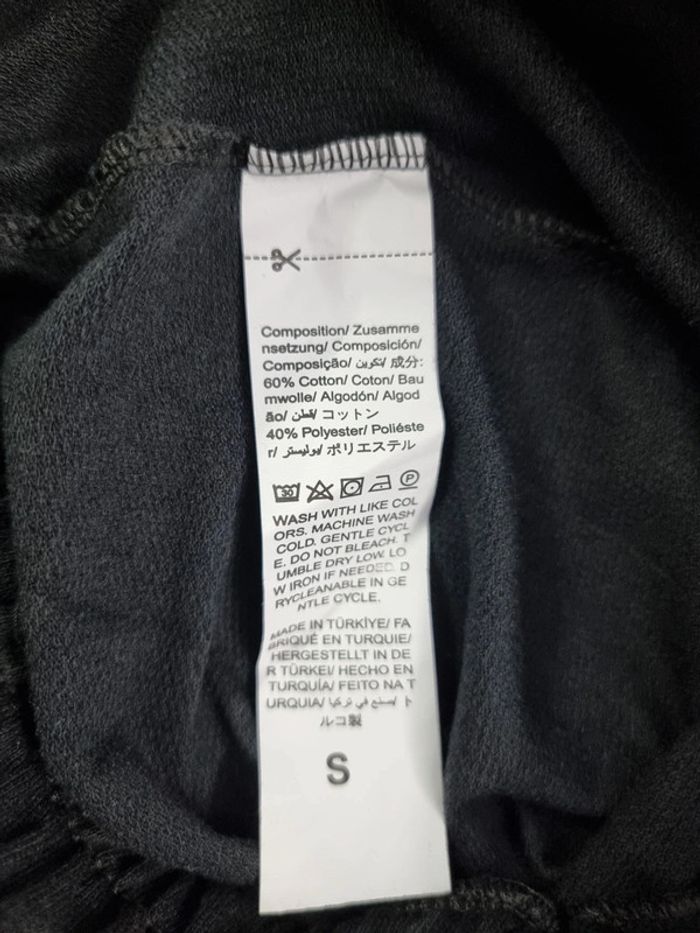 Composition/ Zusamme
nsetzung/ Composición/
Composição/ تكوين/ 成分:
60% Cotton/ Coton/ Bau
mwolle/ Algodón/ Algod
ão/ قطن/ コットン
40% Polyester/ Poliéste
r/ بوليستر/ ポリエステル
30 P
WASH WITH LIKE COL
ORS. MACHINE WASH
COLD. GENTLE CYCL
E. DO NOT BLEACH. T
UMBLE DRY LOW. LO
W IRON IF NEEDED. D
RYCLEANABLE IN GE
NTLE CYCLE.
MADE IN TÜRKİYE/ FA
BRIQUÉ EN TURQUIE/
HERGESTELLT IN DE
R TÜRKEI/ HECHO EN
TURQUÍA/ FEITO NA T
URQUIA/ يصنع في تركيا/ ト
ルコ製
S